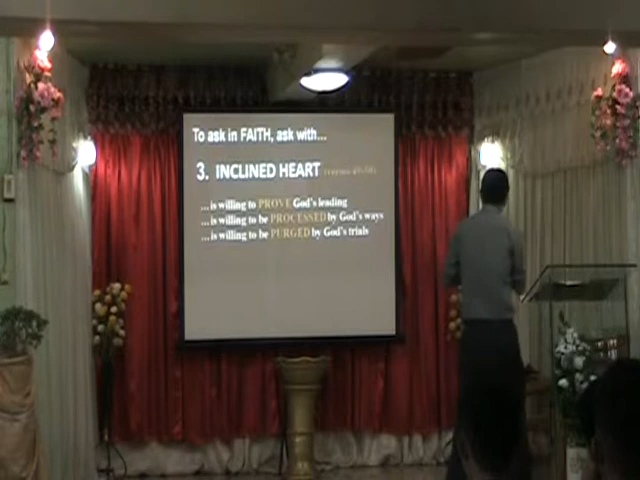 To ask in FAITH, ask with...
3. INCLINED HEART
...is willing to PROVE God's leading
...is willing to be PROCESSED by God's ways
...is willing to be PURGED by God's trials